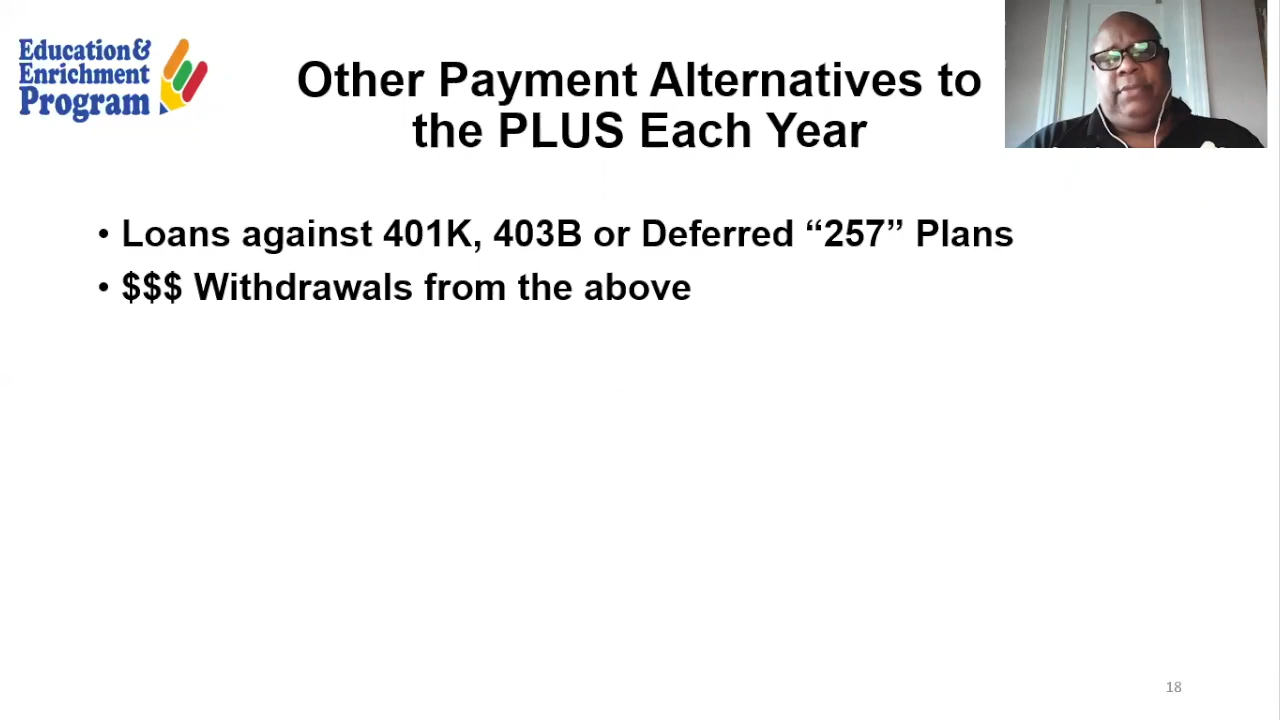 Education &
Enrichment
Program
Other Payment Alternatives to
the PLUS Each Year
• Loans against 401K, 403B or Deferred “257” Plans
• $$$ Withdrawals from the above
18